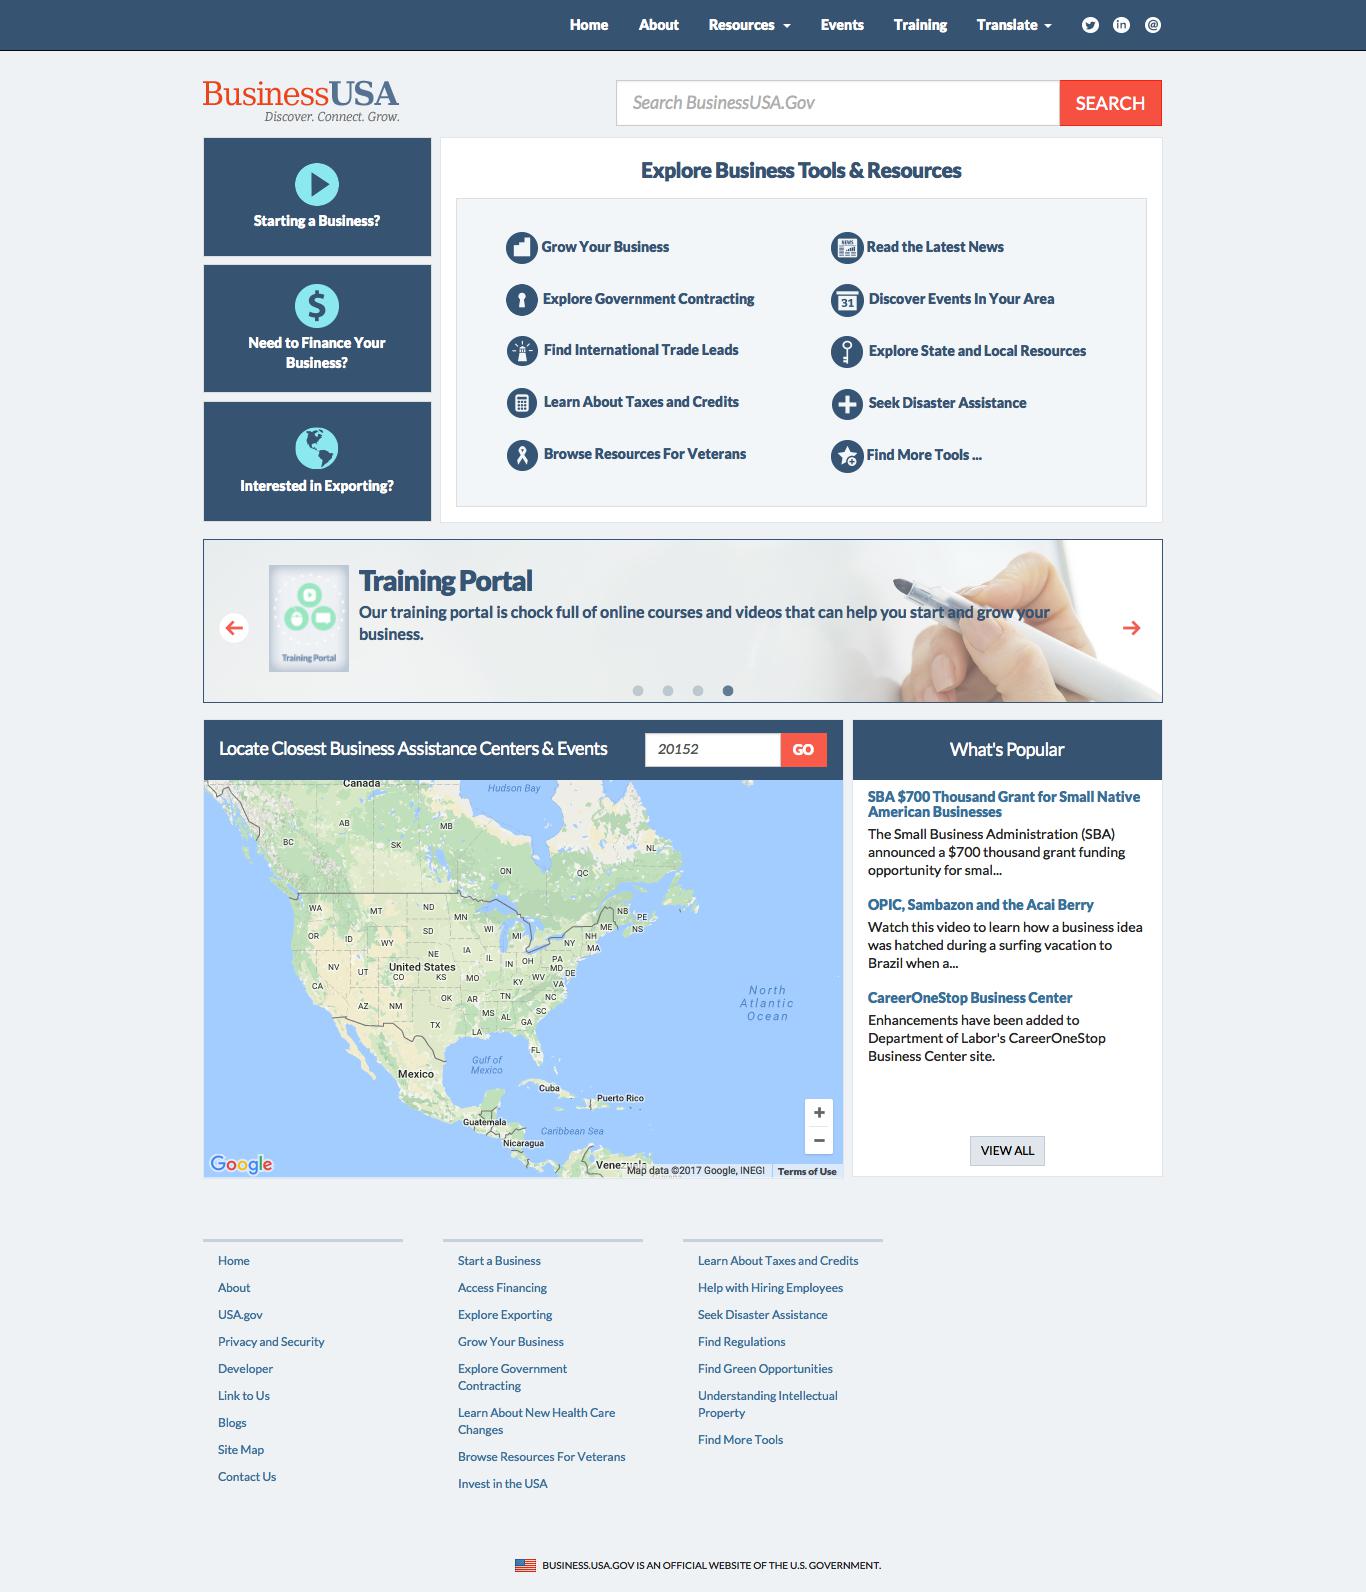 Home About Resources Events Training Translate
BusinessUSA
Discover. Connect. Grow.
Search BusinessUSA.Gov SEARCH
Starting a Business?
Need to Finance Your
Business?
Interested in Exporting?
Explore Business Tools & Resources
Grow Your Business
Explore Government Contracting
Find International Trade Leads
Learn About Taxes and Credits
Browse Resources For Veterans
NEWS
Read the Latest News
31
Discover Events In Your Area
Explore State and Local Resources
Seek Disaster Assistance
Find More Tools ...
Training Portal
Our training portal is chock full of online courses and videos that can help you start and grow your
business.
Training Portal
Locate Closest Business Assistance Centers & Events 20152 GO
Canada
Hudson Bay
AB
MB
BC
SK
NL
ON
QC
WA
MT
ND
MN
NB
PE
OR
ID
WY
SD
WI
MI
ME
NS
NH
NY
MA
NV
UT
United States
NE
IA
IL
IN
OH
PA
MD
DE
CO
KS
MO
KY
WV
VA
CA
AZ
NM
OK
AR
TN
NC
SC
MS
AL
GA
TX
LA
FL
North
Atlantic
Ocean
Gulf of
Mexico
Mexico
Cuba
Puerto Rico
Guatemala
Caribbean Sea
Nicaragua
Venezuela
Google
Map data ©2017 Google, INEGI Terms of Use
What's Popular
SBA $700 Thousand Grant for Small Native
American Businesses
The Small Business Administration (SBA)
announced a $700 thousand grant funding
opportunity for smal...
OPIC, Sambazon and the Acai Berry
Watch this video to learn how a business idea
was hatched during a surfing vacation to
Brazil when a...
CareerOneStop Business Center
Enhancements have been added to
Department of Labor's CareerOneStop
Business Center site.
VIEW ALL
Home
About
USA.gov
Privacy and Security
Developer
Link to Us
Blogs
Site Map
Contact Us
Start a Business
Access Financing
Explore Exporting
Grow Your Business
Explore Government
Contracting
Learn About New Health Care
Changes
Browse Resources For Veterans
Invest in the USA
Learn About Taxes and Credits
Help with Hiring Employees
Seek Disaster Assistance
Find Regulations
Find Green Opportunities
Understanding Intellectual
Property
Find More Tools
BUSINESS.USA.GOV IS AN OFFICIAL WEBSITE OF THE U.S. GOVERNMENT.